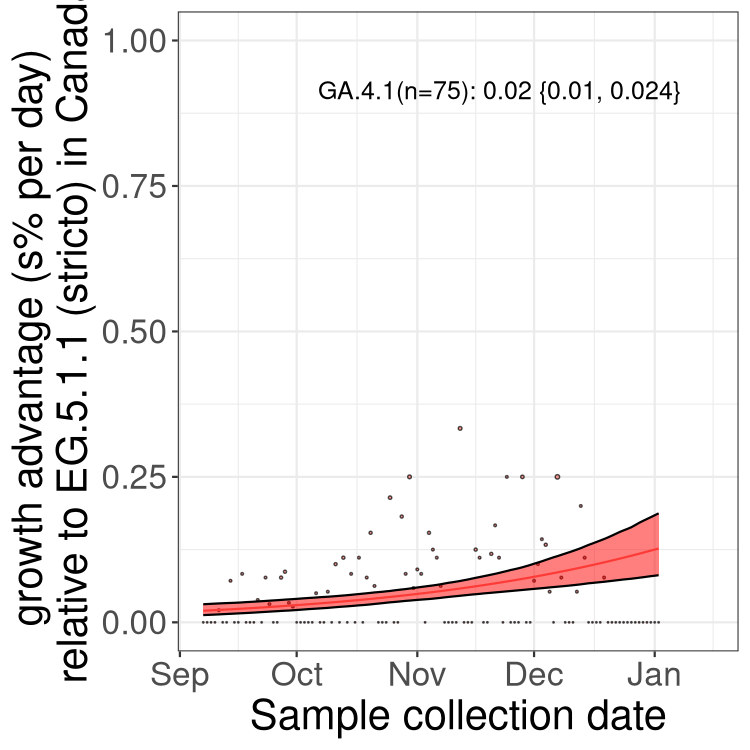 growth advantage (s% per day)
relative to EG.5.1.1 (stricto) in Canada
1.00
0.75
0.50
0.25
0.00
GA.4.1(n=75): 0.02 {0.01, 0.024}
Sep Oct Nov Dec Jan
Sample collection date